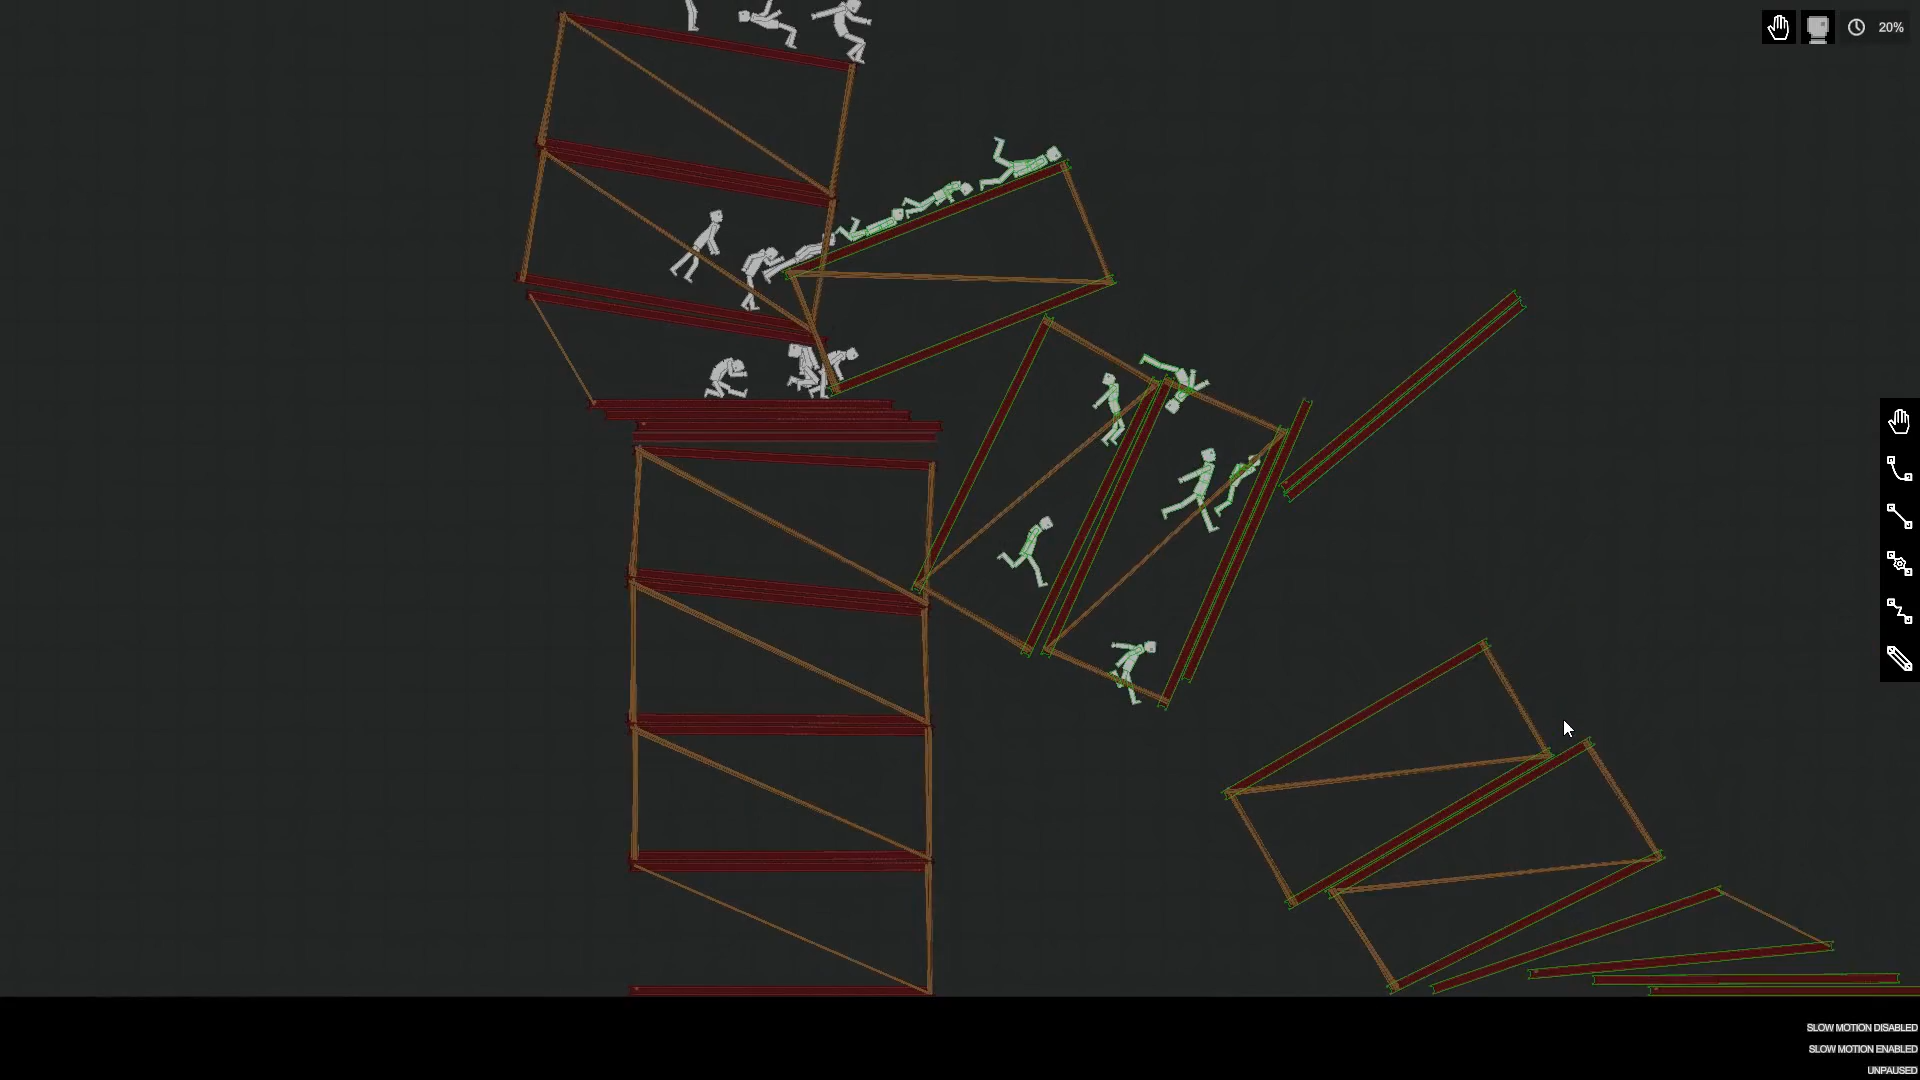 20%
SLOW MOTION DISABLED
SLOW MOTION ENABLED
UNPAUSED